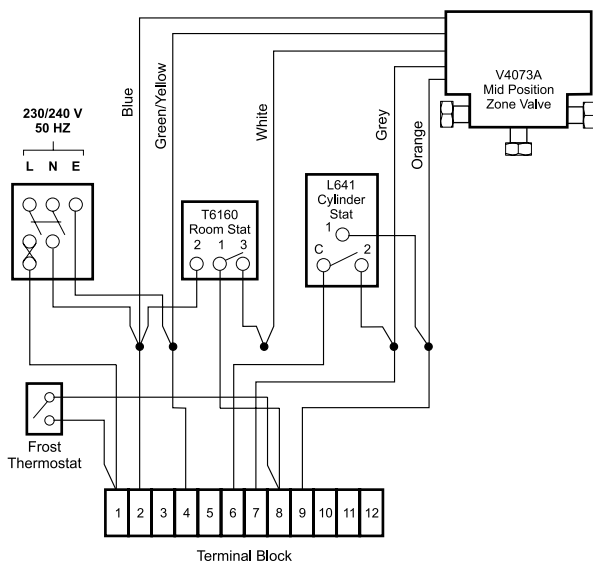 V4073A
Mid Position
Zone Valve
Blue
Green/Yellow
White
Grey
Orange
230/240 V
50 HZ
L N E
T6160
Room Stat
2 1 3
L641
Cylinder
Stat
1
C 2
Frost
Thermostat
1 2 3 4 5 6 7 8 9 10 11 12
Terminal Block